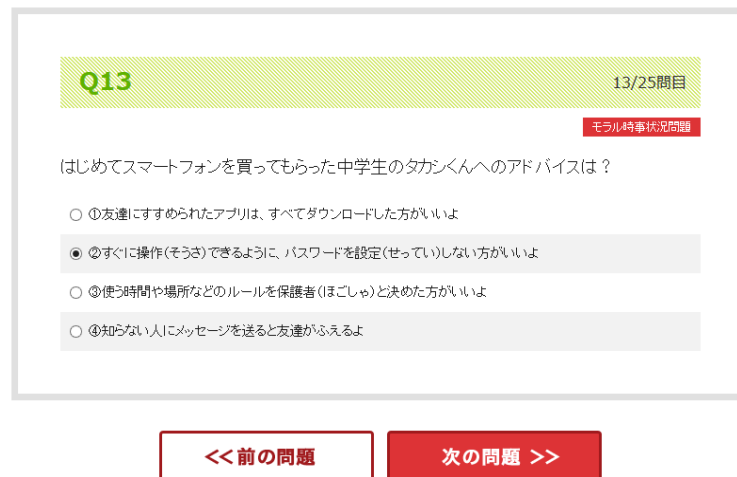 Q13
13/25問目
モラル時事状況問題
はじめてスマートフォンを買ってもらった中学生のタカシくんへのアドバイスは？
①友達にすすめられたアプリは、すべてダウンロードした方がいいよ
②すぐに操作(そうさ)できるように、パスワードを設定(せってい)しない方がいいよ
③使う時間や場所などのルールを保護者(ほごしゃ)と決めた方がいいよ
④知らない人にメッセージを送ると友達がふえるよ
<<前の問題
次の問題 >>